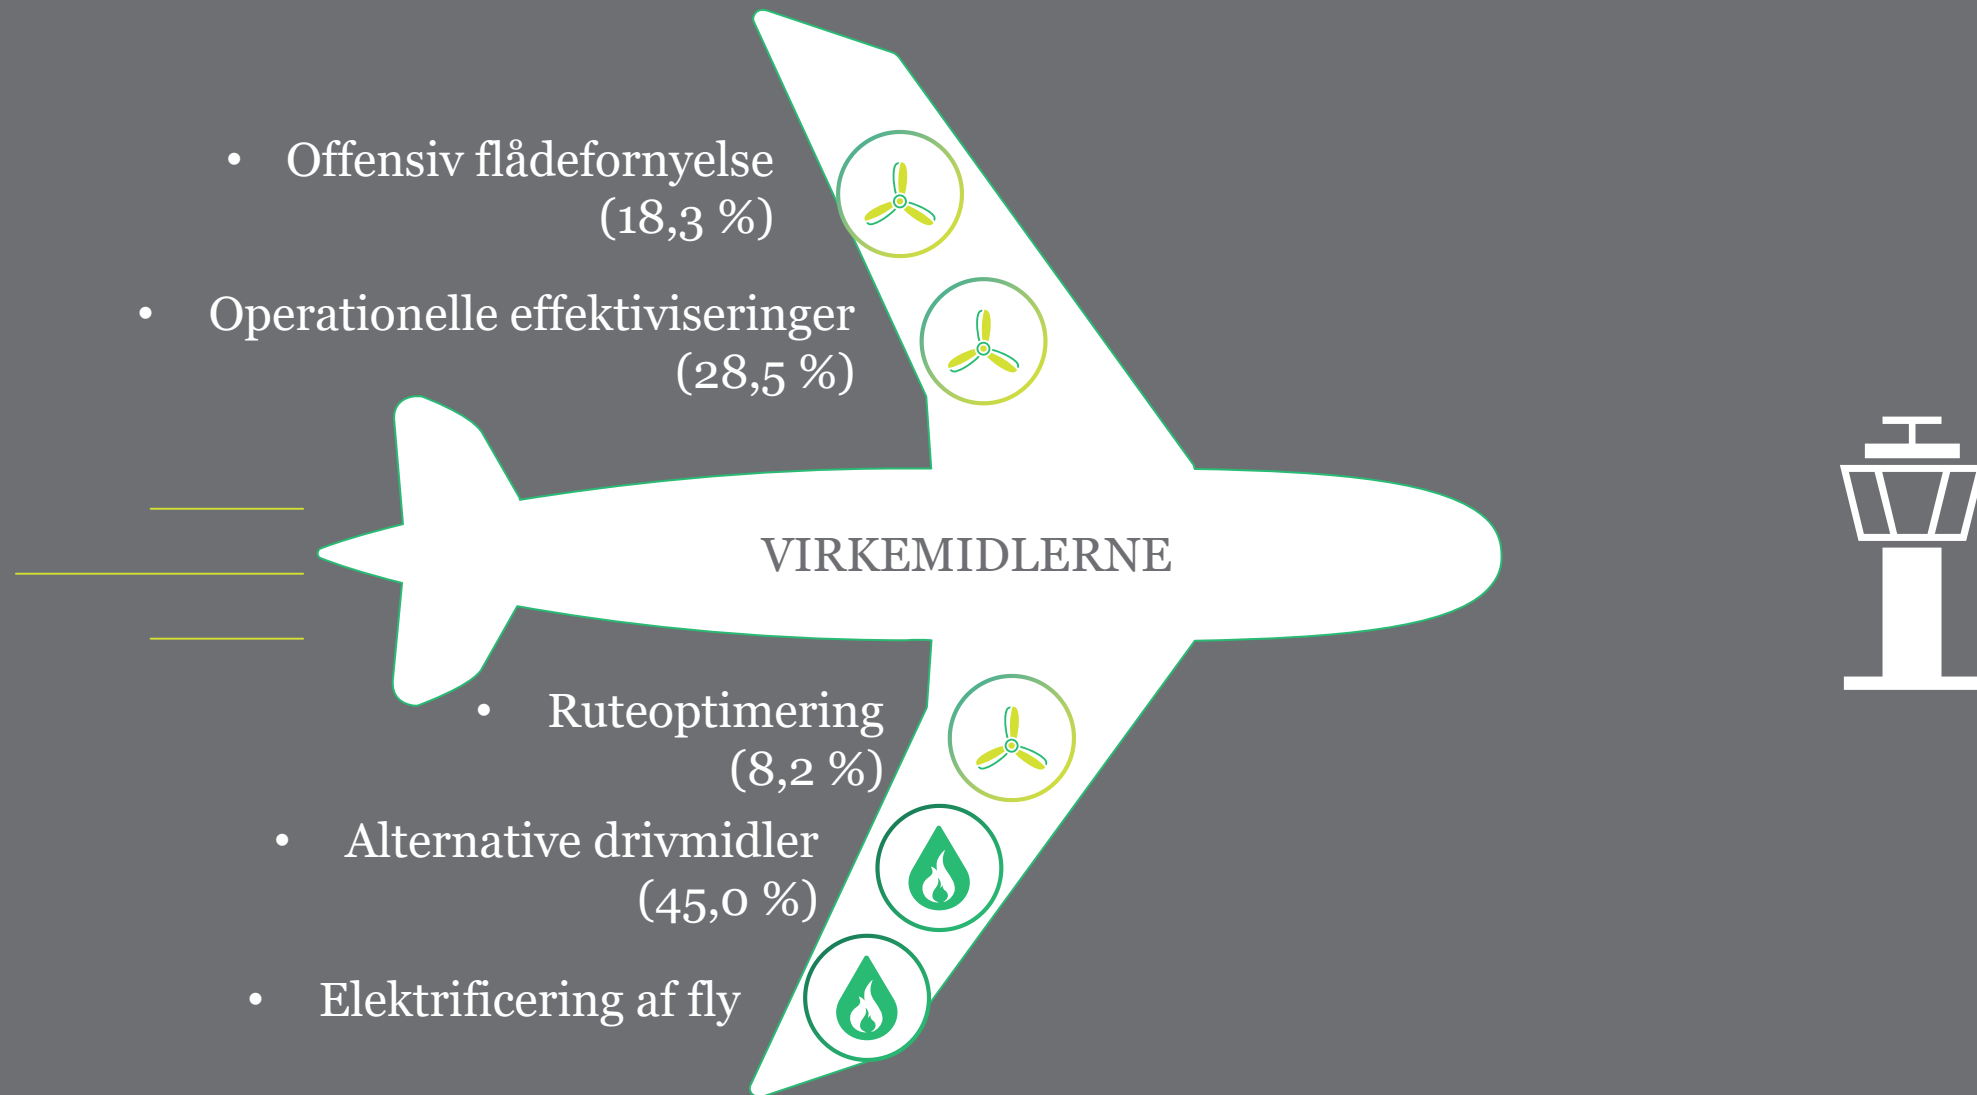 • Offensiv flådefornyelse
(18,3 %)
• Operationelle effektiviseringer
(28,5 %)
VIRKEMIDLERNE
• Ruteoptimering
(8,2 %)
• Alternative drivmidler
(45,0 %)
• Elektrificering af fly